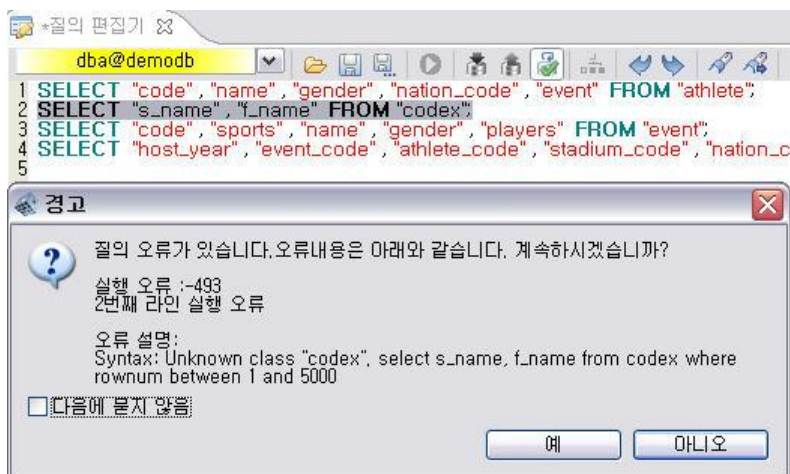 *질의 편집기
dba@demodb
1 SELECT "code" , "name" , "gender" , "nation_code" , "event" FROM "athlete";
2 SELECT "s_name" , "f_name" FROM "codex";
3 SELECT "code" , "sports" , "name" , "gender" , "players" FROM "event";
4 SELECT "host_year" , "event_code" , "athlete_code" , "stadium_code" , "nation_c
5
경고
질의 오류가 있습니다.오류내용은 아래와 같습니다. 계속하시겠습니까?
실행 오류 :-493
2번째 라인 실행 오류
오류 설명:
Syntax: Unknown class "codex", select s_name, f_name from codex where
rownum between 1 and 5000
다음에 묻지 않음
예
아니오